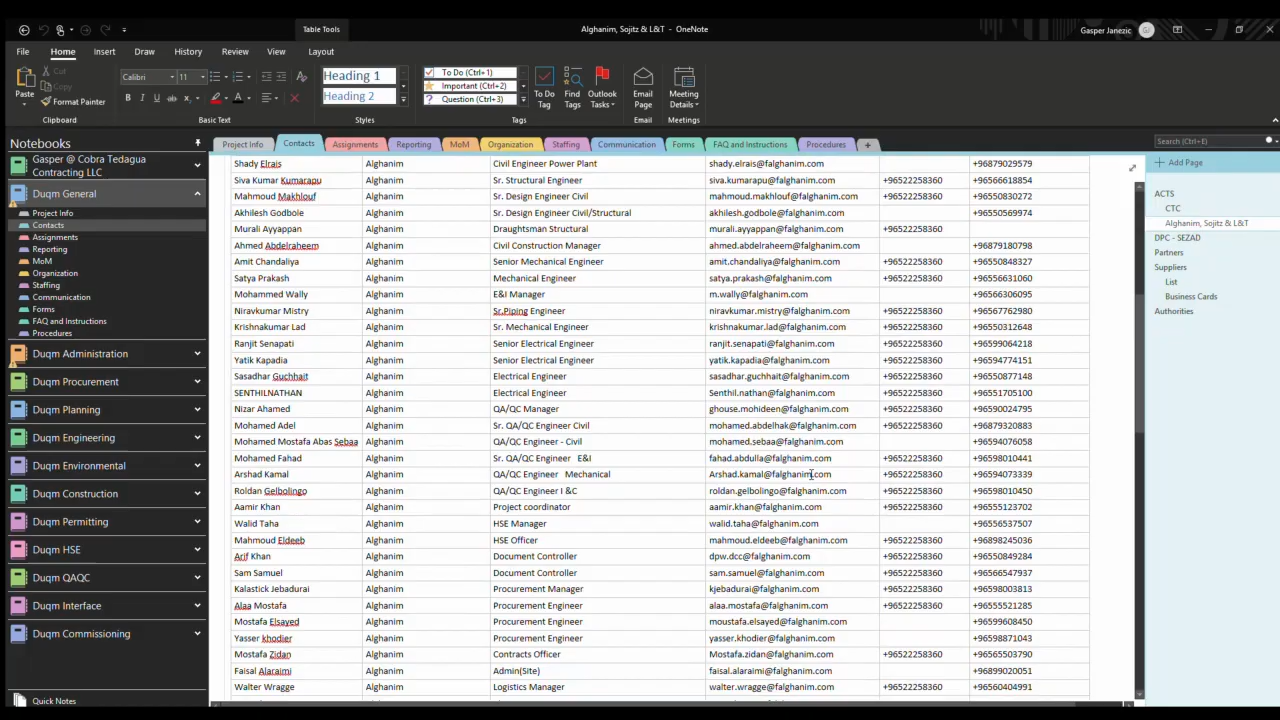 Table Tools
Alghanim, Sojitz & L&T - OneNote
Gasper Janezic
File Home Insert Draw History Review View Layout
Paste
Cut
Copy
Format Painter
Clipboard
Calibri 11
B I U ab x
A
Basic Text
Heading 1
Heading 2
Styles
To Do (Ctrl+1)
Important (Ctrl+2)
Question (Ctrl+3)
To Do Tag
Find Tags
Outlook Tasks
Tags
Email Page
Email
Meeting Details
Meetings
Notebooks
Gasper @ Cobra Tedagua Contracting LLC
Duqm General
Project Info
Contacts
Assignments
Reporting
MoM
Organization
Staffing
Communication
Forms
FAQ and Instructions
Procedures
Duqm Administration
Duqm Procurement
Duqm Planning
Duqm Engineering
Duqm Environmental
Duqm Construction
Duqm Permitting
Duqm HSE
Duqm QAQC
Duqm Interface
Duqm Commissioning
Quick Notes
Project Info Contacts Assignments Reporting MoM Organization Staffing Communication Forms FAQ and Instructions Procedures +
Search (Ctrl+E)
Shady Elrais Alghanim Civil Engineer Power Plant shady.elrais@falghanim.com +96879029579
Siva Kumar Kumarapu Alghanim Sr. Structural Engineer siva.kumarapu@falghanim.com +96522258360 +96566618854
Mahmoud Makhlouf Alghanim Sr. Design Engineer Civil mahmoud.makhlouf@falghanim.com +96522258360 +96550830272
Akhilesh Godbole Alghanim Sr. Design Engineer Civil/Structural akhilesh.godbole@falghanim.com +96550569974
Murali Ayyappan Alghanim Draughtsman Structural murali.ayyappan@falghanim.com +96522258360
Ahmed Abdelraheem Alghanim Civil Construction Manager ahmed.abdelraheem@falghanim.com +96879180798
Amit Chandaliya Alghanim Senior Mechanical Engineer amit.chandaliya@falghanim.com +96522258360 +96550848327
Satya Prakash Alghanim Mechanical Engineer satya.prakash@falghanim.com +96522258360 +96556631060
Mohammed Wally Alghanim E&I Manager m.wally@falghanim.com +96566306095
Niravkumar Mistry Alghanim Sr.Piping Engineer niravkumar.mistry@falghanim.com +96522258360 +96567762980
Krishnakumar Lad Alghanim Sr. Mechanical Engineer krishnakumar.lad@falghanim.com +96522258360 +96550312648
Ranjit Senapati Alghanim Senior Electrical Engineer ranjit.senapati@falghanim.com +96522258360 +96599064218
Yatik Kapadia Alghanim Senior Electrical Engineer yatik.kapadia@falghanim.com +96522258360 +96594774151
Sasadhar Guchhait Alghanim Electrical Engineer sasadhar.guchhait@falghanim.com +96522258360 +96550877148
SENTHILNATHAN Alghanim Electrical Engineer Senthil.nathan@falghanim.com +96522258360 +96551705100
Nizar Ahamed Alghanim QA/QC Manager ghouse.mohideen@falghanim.com +96522258360 +96590024795
Mohamed Adel Alghanim Sr. QA/QC Engineer Civil mohamed.abdelhak@falghanim.com +96522258360 +96879320883
Mohamed Mostafa Abas Sebaa Alghanim QA/QC Engineer - Civil mohamed.sebaa@falghanim.com +96594076058
Mohamed Fahad Alghanim Sr. QA/QC Engineer E&I fahad.abdulla@falghanim.com +96522258360 +96598010441
Arshad Kamal Alghanim QA/QC Engineer Mechanical Arshad.kamal@falghanim.com +96522258360 +96594073339
Roldan Gelbolingo Alghanim QA/QC Engineer I &C roldan.gelbolingo@falghanim.com +96522258360 +96598010450
Aamir Khan Alghanim Project coordinator aamir.khan@falghanim.com +96522258360 +96555123702
Walid Taha Alghanim HSE Manager walid.taha@falghanim.com +96556537507
Mahmoud Eldeeb Alghanim HSE Officer mahmoud.eldeeb@falghanim.com +96522258360 +96898245036
Arif Khan Alghanim Document Controller dpw.dcc@falghanim.com +96522258360 +96550849284
Sam Samuel Alghanim Document Controller sam.samuel@falghanim.com +96522258360 +96566547937
Kalastick Jebadurai Alghanim Procurement Manager kjebadurai@falghanim.com +96522258360 +96598003813
Alaa Mostafa Alghanim Procurement Engineer alaa.mostafa@falghanim.com +96522258360 +96555521285
Mostafa Elsayed Alghanim Procurement Engineer moustafa.elsayed@falghanim.com +96599608450
Yasser khodier Alghanim Procurement Engineer yasser.khodier@falghanim.com +96598871043
Mostafa Zidan Alghanim Contracts Officer Mostafa.zidan@falghanim.com +96522258360 +96565503790
Faisal Alaraimi Alghanim Admin(Site) faisal.alaraimi@falghanim.com +96899020051
Walter Wragge Alghanim Logistics Manager walter.wragge@falghanim.com +96522258360 +96560404991
Add Page
ACTS
CTC
Alghanim, Sojitz & L&T
DPC - SEZAD
Partners
Suppliers
List
Business Cards
Authorities